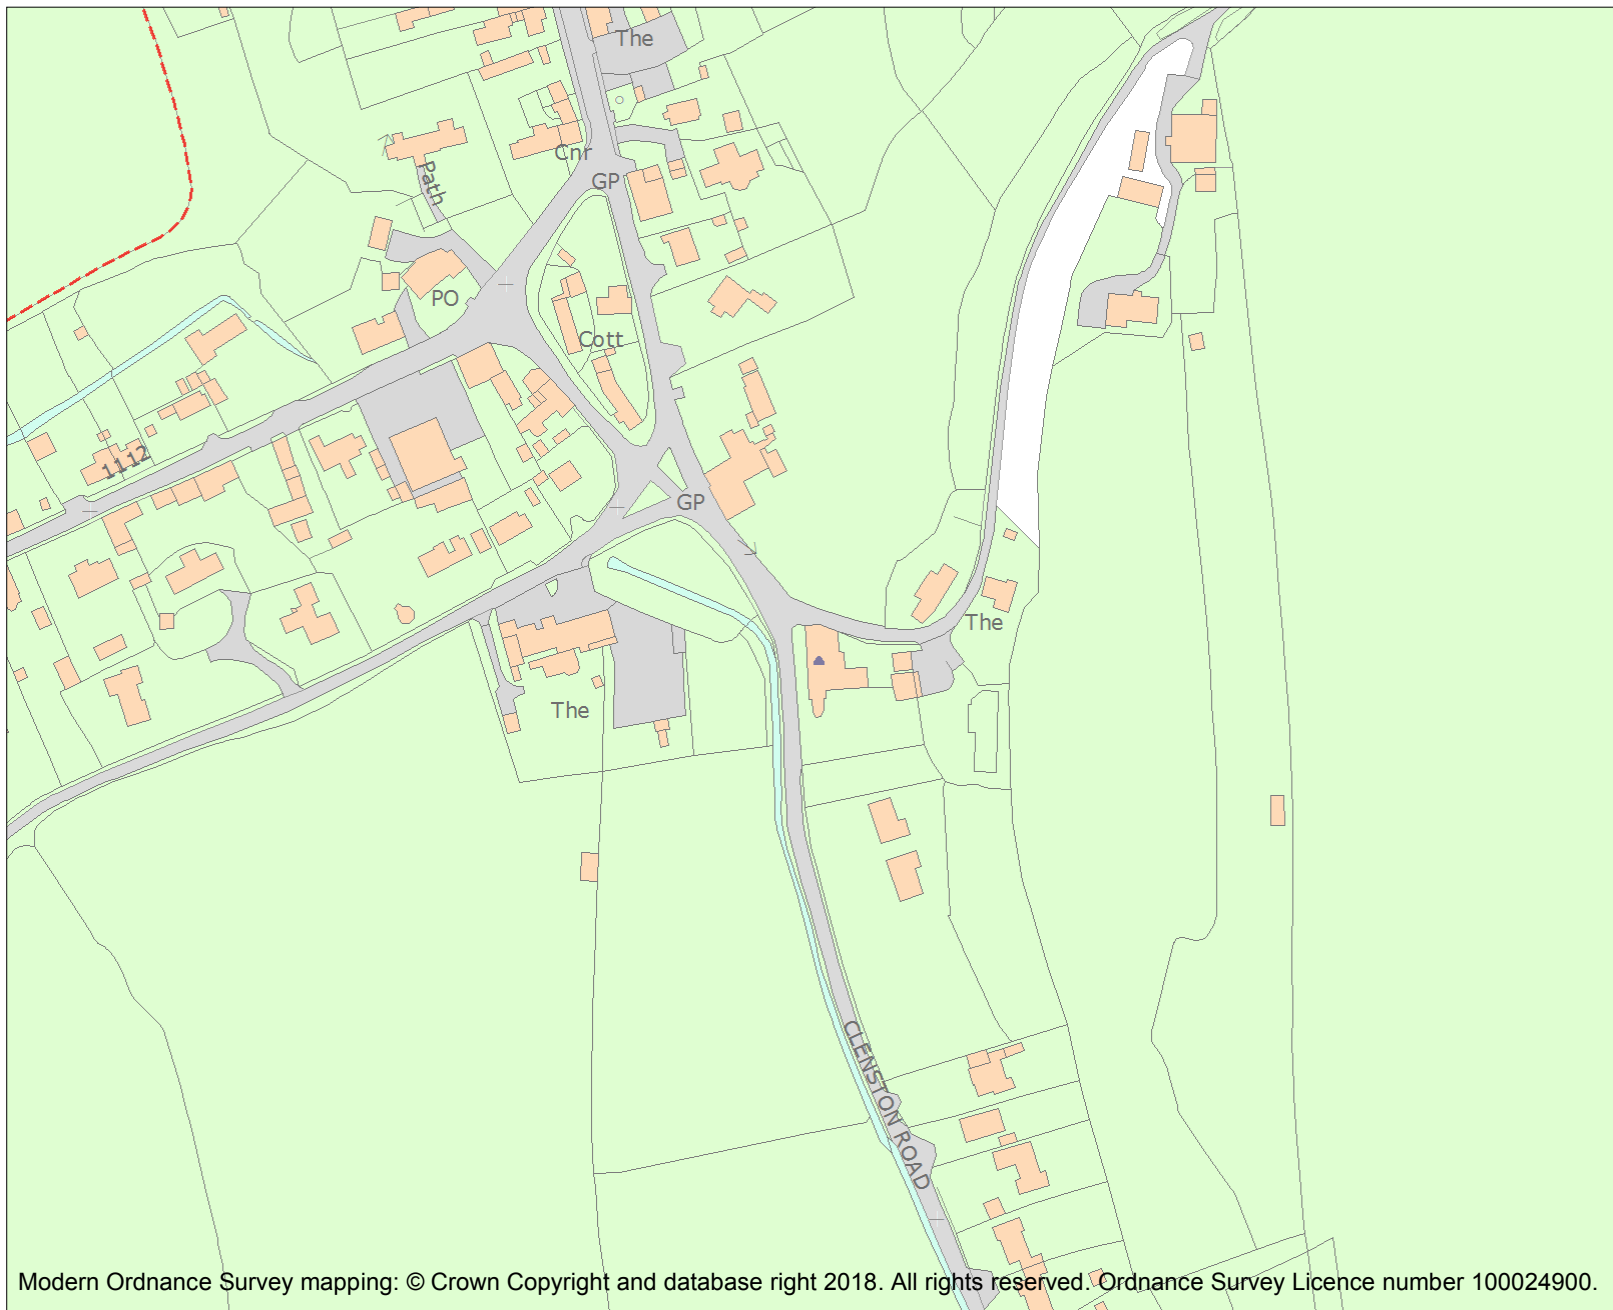 The
Cnr
GP
Path
PO
Cott
1112
GP
The
The
CLENSTON ROAD
Modern Ordnance Survey mapping: © Crown Copyright and database right 2018. All rights reserved. Ordnance Survey Licence number 100024900.